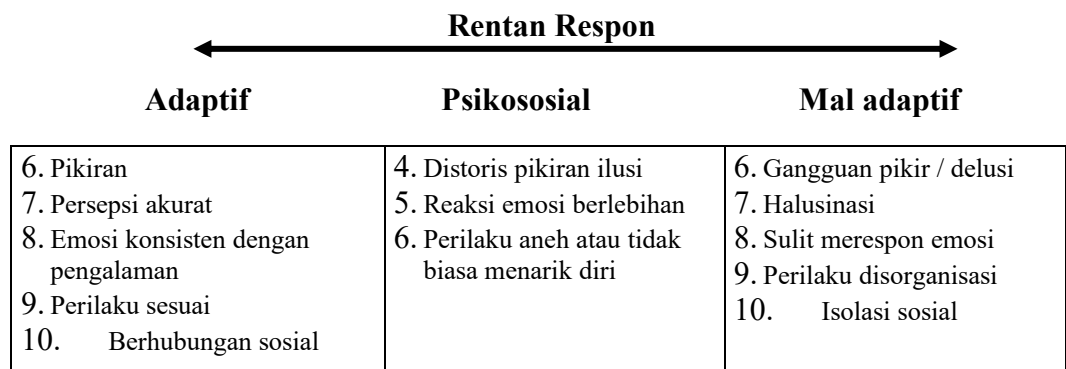 Rentan Respon
Adaptif Psikososial Mal adaptif
6. Pikiran
7. Persepsi akurat
8. Emosi konsisten dengan
pengalaman
9. Perilaku sesuai
10. Berhubungan sosial
4. Distoris pikiran ilusi
5. Reaksi emosi berlebihan
6. Perilaku aneh atau tidak
biasa menarik diri
6. Gangguan pikir / delusi
7. Halusinasi
8. Sulit merespon emosi
9. Perilaku disorganisasi
10. Isolasi sosial